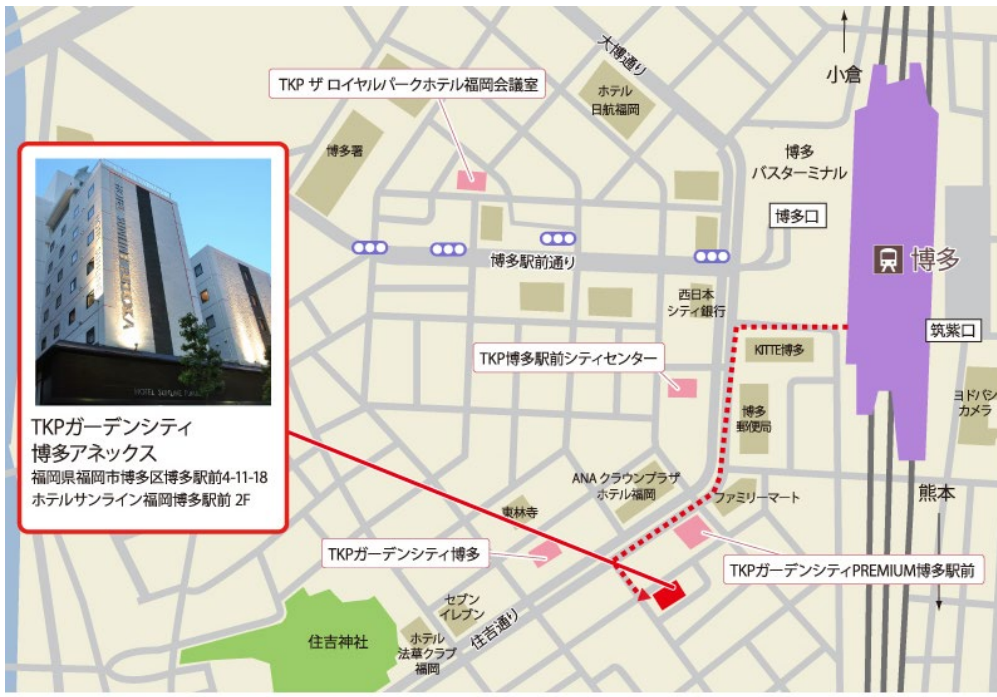 小倉
大博通り
TKP ザ ロイヤルパークホテル福岡会議室
ホテル
日航福岡
博多署
博多
バスターミナル
博多口
博多駅前通り
博多
西日本
シティ銀行
筑紫口
KITTE博多
TKP博多駅前シティセンター
ヨドバシ
カメラ
博多
郵便局
TKPガーデンシティ
博多アネックス
福岡県福岡市博多区博多駅前4-11-18
ホテルサンライン福岡博多駅前 2F
ANA クラウンプラザ
ホテル福岡
ファミリーマート
熊本
東林寺
TKPガーデンシティ博多
TKPガーデンシティPREMIUM博多駅前
セブン
イレブン
住吉通り
住吉神社
ホテル
法華クラブ
福岡